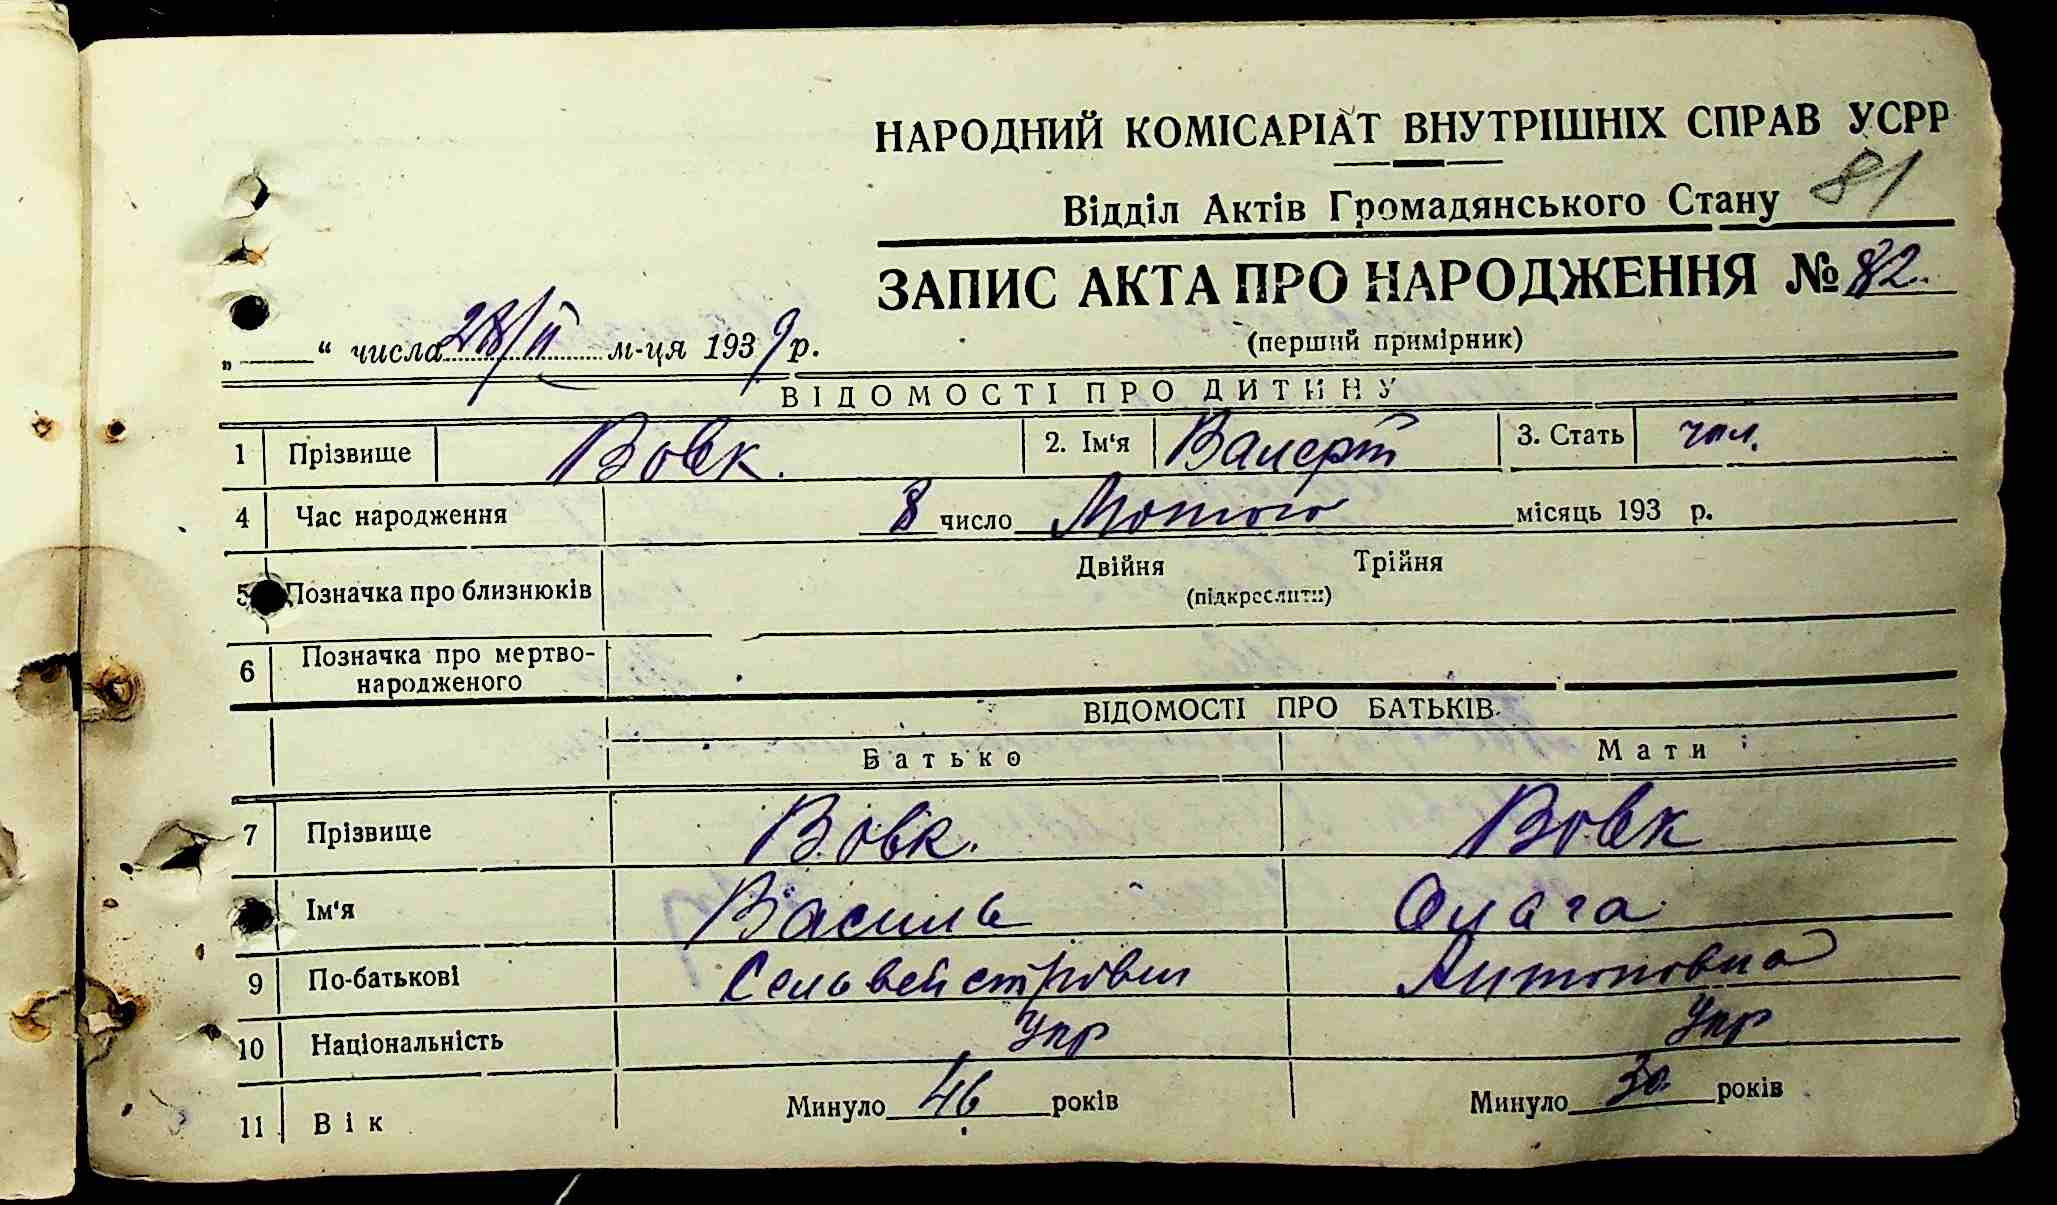 НАРОДНИЙ КОМІСАРІАТ ВНУТРІШНІХ СПРАВ УСРР
81
Відділ Актів Громадянського Стану
ЗАПИС АКТА ПРО НАРОДЖЕННЯ № 82.
(перший примірник)
„ “ числа 28/II м-ця 1939 р.
ВІДОМОСТІ ПРО ДИТИНУ
1 Прізвище Вовк. 2. Ім‘я 3. Стать чол.
4 Час народження 8 число Лютого місяць 193 р.
Двійня Трійня
5 Позначка про близнюків (підкреслити)
6 Позначка про мертво-
народженого
ВІДОМОСТІ ПРО БАТЬКІВ
Батько Мати
7 Прізвище Вовк. Вовк
Ім‘я Василь
9 По-батькові Сельвейстрович Антоновна
10 Національність Укр Укр
11 Вік Минуло 46 років Минуло 30 років